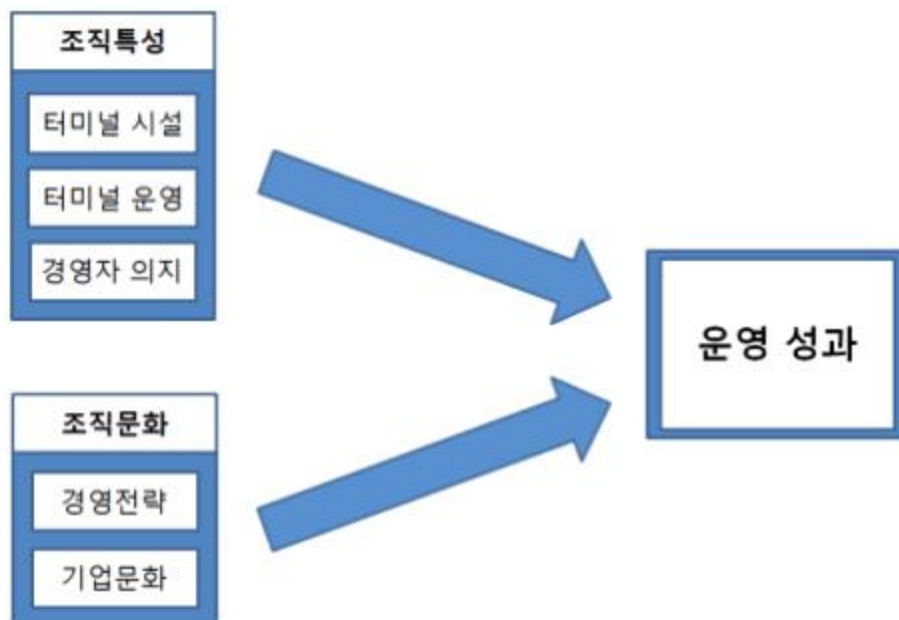 조직특성
터미널 시설
터미널 운영
경영자 의지
조직문화
경영전략
기업문화
운영 성과